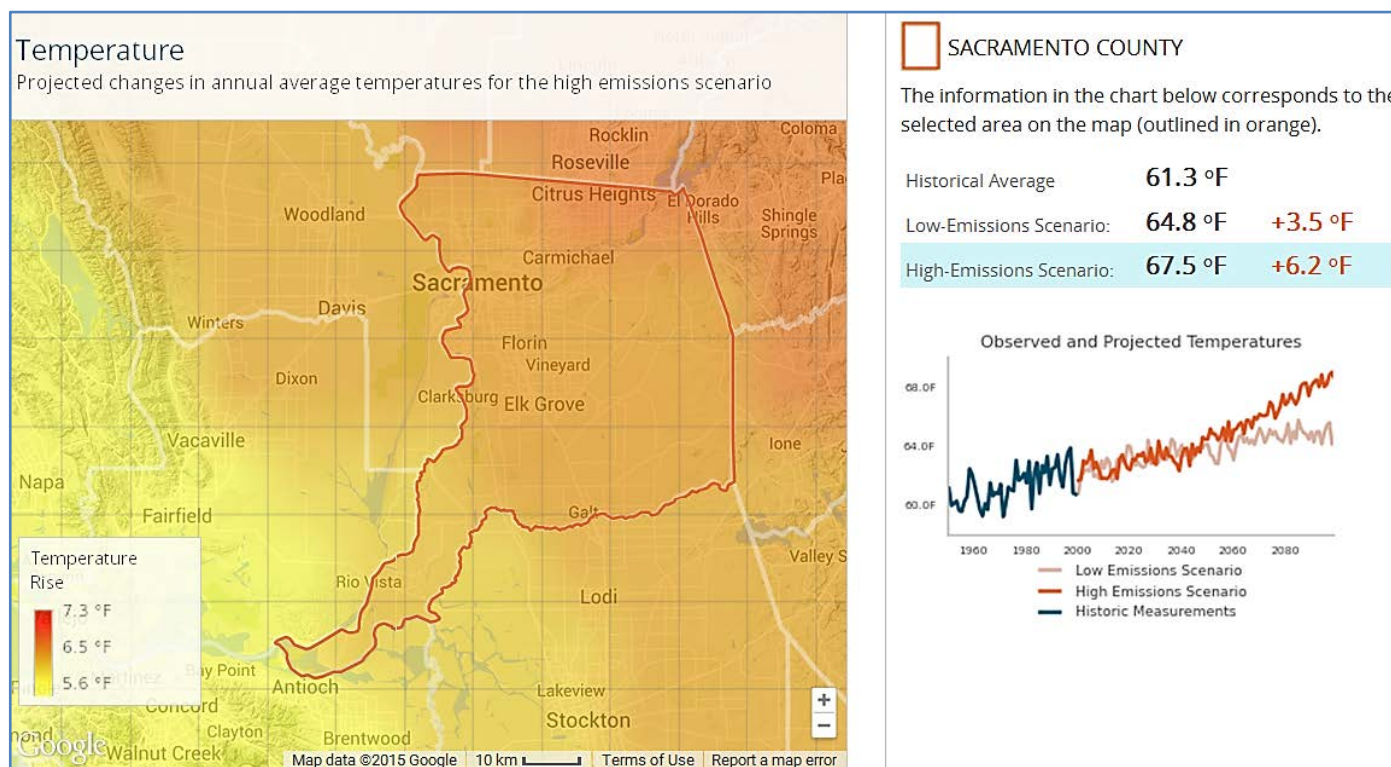 Temperature
Projected changes in annual average temperatures for the high emissions scenario
Rocklin
Coloma
Roseville
Citrus Heights
El Dorado
Hills
Woodland
Shingle
Springs
Carmichael
Sacramento
Davis
Winters
Florin
Vineyard
Dixon
Clarksburg
Elk Grove
Vacaville
Ione
Napa
Fairfield
Galt
Valley S
Temperature
Rise
7.3 °F
6.5 °F
5.6 °F
Rio Vista
Lodi
Bay Point
Martinez
Antioch
Concord
Lakeview
Stockton
Clayton
Brentwood
Walnut Creek
Google
+
−
Map data ©2015 Google
10 km
Terms of Use
Report a map error
SACRAMENTO COUNTY
The information in the chart below corresponds to the
selected area on the map (outlined in orange).
Historical Average 61.3 °F
Low-Emissions Scenario: 64.8 °F +3.5 °F
High-Emissions Scenario: 67.5 °F +6.2 °F
Observed and Projected Temperatures
68.0F
64.0F
60.0F
1960 1980 2000 2020 2040 2060 2080
Low Emissions Scenario
High Emissions Scenario
Historic Measurements